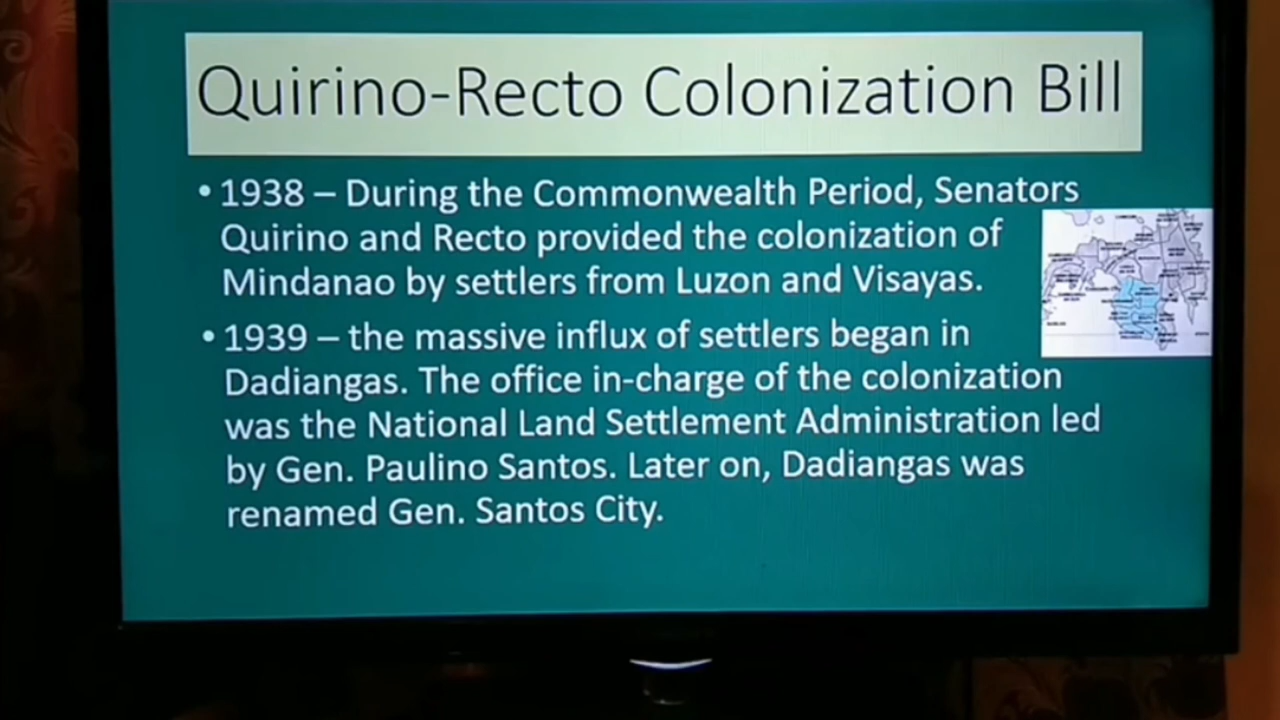 Quirino-Recto Colonization Bill
• 1938 – During the Commonwealth Period, Senators
Quirino and Recto provided the colonization of
Mindanao by settlers from Luzon and Visayas.
• 1939 – the massive influx of settlers began in
Dadiangas. The office in-charge of the colonization
was the National Land Settlement Administration led
by Gen. Paulino Santos. Later on, Dadiangas was
renamed Gen. Santos City.